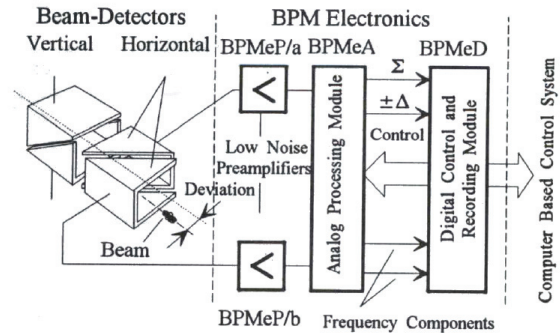 Beam-Detectors
Vertical
Horizontal
BPM Electronics
BPMeP/a
BPMeA
BPMeD
<
Σ
±Δ
Control
Low Noise
Preamplifiers
Deviation
Beam
Analog Processing Module
Digital Control and
Recording Module
Computer Based Control System
<
BPMeP/b
Frequency Components